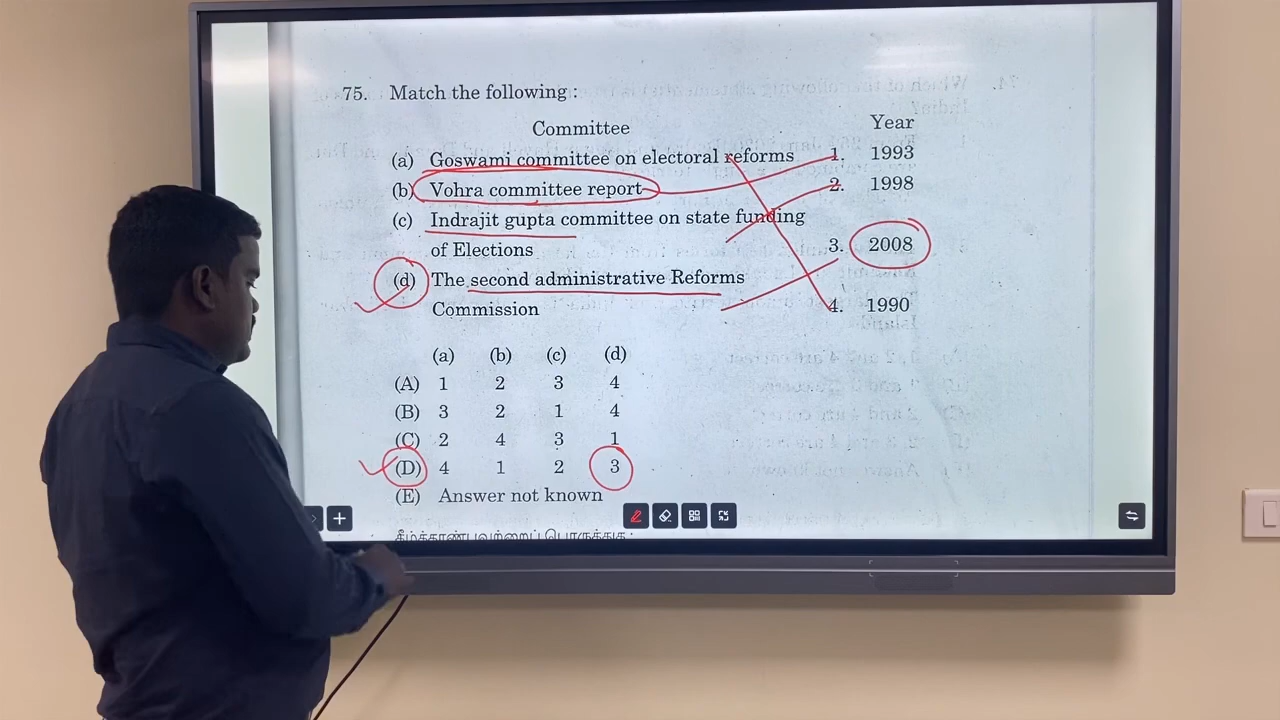 75. Match the following :
Committee Year
(a) Goswami committee on electoral reforms 1. 1993
(b) Vohra committee report 2. 1998
(c) Indrajit gupta committee on state funding
of Elections 3. 2008
(d) The second administrative Reforms
Commission 4. 1990
(a) (b) (c) (d)
(A) 1 2 3 4
(B) 3 2 1 4
(C) 2 4 3 1
(D) 4 1 2 3
(E) Answer not known
கீழ்க்காண்பவற்றைப் பொருத்துக :